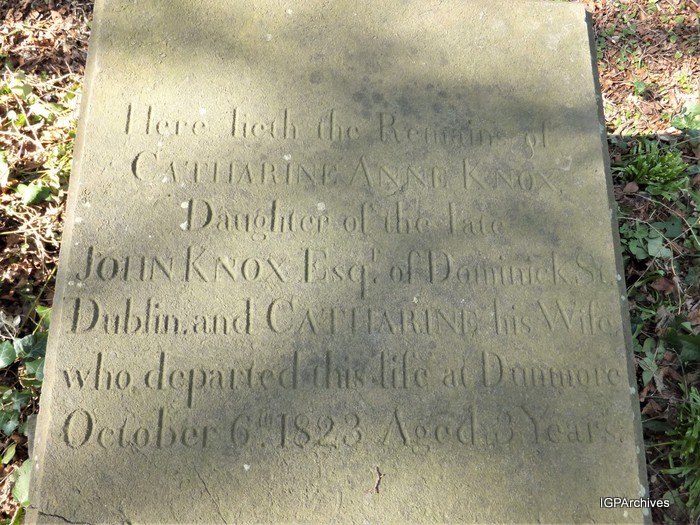 Here lieth the Remains of
CATHARINE ANNE KNOX,
Daughter of the late
JOHN KNOX Esqr. of Dominick St.
Dublin, and CATHARINE his Wife,
who departed this life at Dunmore
October 6th. 1823 Aged Years.
IGPArchives